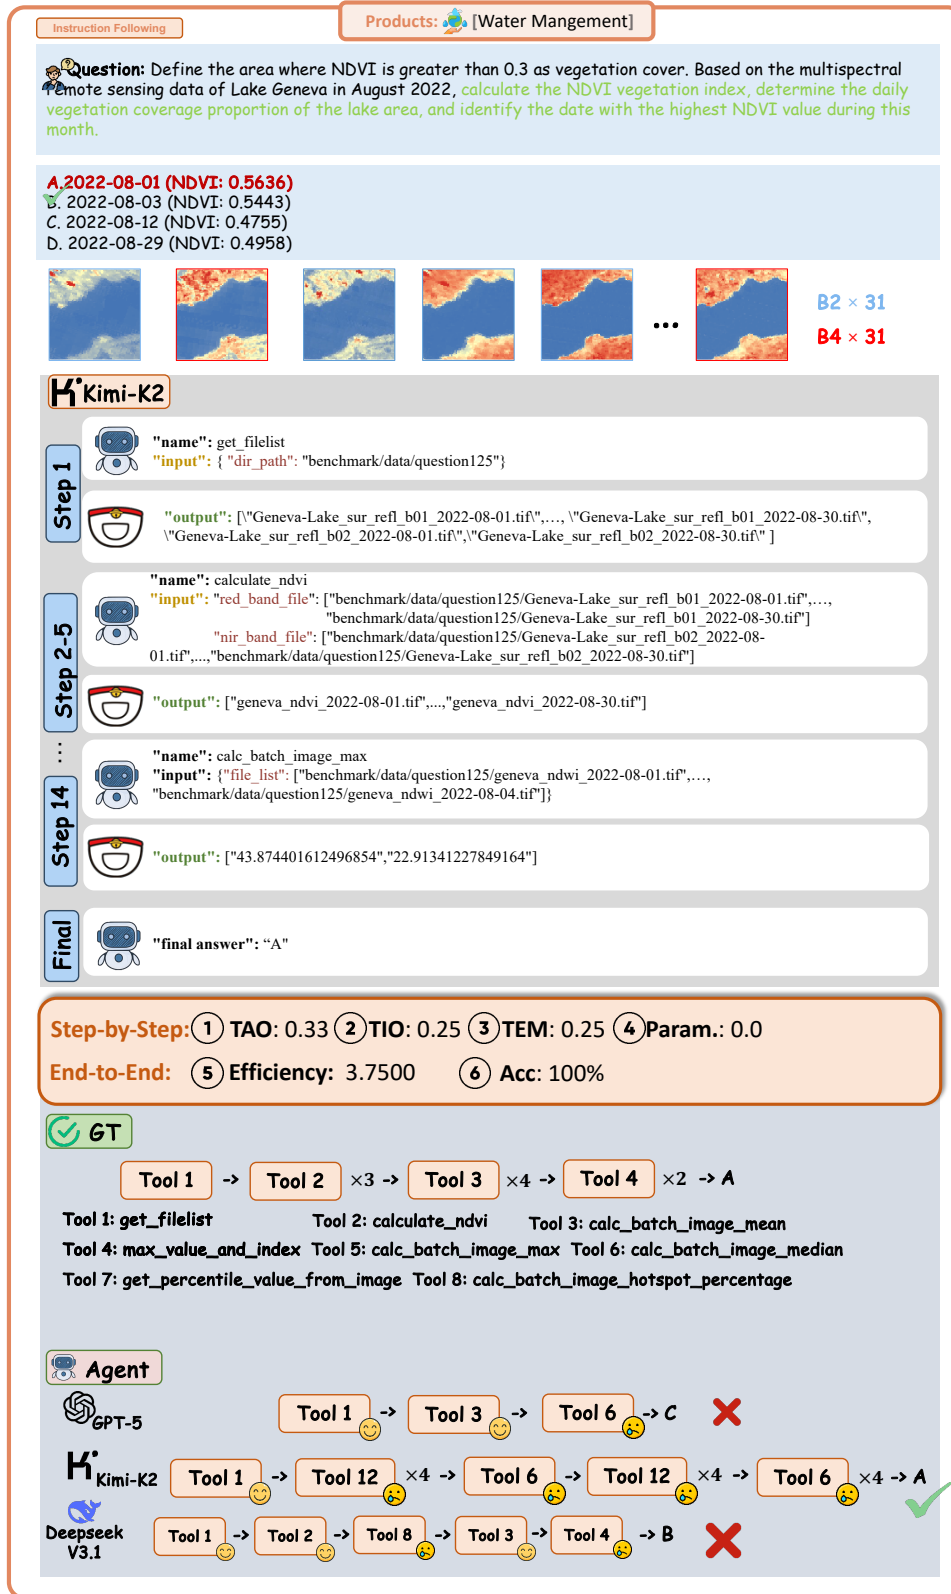 Instruction Following
Products: [Water Mangement]
Question: Define the area where NDVI is greater than 0.3 as vegetation cover. Based on the multispectral
remote sensing data of Lake Geneva in August 2022, calculate the NDVI vegetation index, determine the daily
vegetation coverage proportion of the lake area, and identify the date with the highest NDVI value during this
month.
A.2022-08-01 (NDVI: 0.5636)
B. 2022-08-03 (NDVI: 0.5443)
C. 2022-08-12 (NDVI: 0.4755)
D. 2022-08-29 (NDVI: 0.4958)
B2 × 31
...
B4 × 31
Kimi-K2
Step 1
"name": get_filelist
"input": { "dir_path": "benchmark/data/question125"}
"output": [\"Geneva-Lake_sur_refl_b01_2022-08-01.tif\",…, \"Geneva-Lake_sur_refl_b01_2022-08-30.tif\",
\"Geneva-Lake_sur_refl_b02_2022-08-01.tif\",\"Geneva-Lake_sur_refl_b02_2022-08-30.tif\" ]
Step 2-5
"name": calculate_ndvi
"input": "red_band_file": ["benchmark/data/question125/Geneva-Lake_sur_refl_b01_2022-08-01.tif",…,
"benchmark/data/question125/Geneva-Lake_sur_refl_b01_2022-08-30.tif"]
"nir_band_file": ["benchmark/data/question125/Geneva-Lake_sur_refl_b02_2022-08-
01.tif",...,"benchmark/data/question125/Geneva-Lake_sur_refl_b02_2022-08-30.tif"]
"output": ["geneva_ndvi_2022-08-01.tif",...,"geneva_ndvi_2022-08-30.tif"]
...
Step 14
"name": calc_batch_image_max
"input": {"file_list": ["benchmark/data/question125/geneva_ndwi_2022-08-01.tif",…,
"benchmark/data/question125/geneva_ndwi_2022-08-04.tif"]}
"output": ["43.874401612496854","22.91341227849164"]
Final
"final answer": “A"
Step-by-Step: 1 TAO: 0.33 2 TIO: 0.25 3 TEM: 0.25 4 Param.: 0.0
End-to-End: 5 Efficiency: 3.7500 6 Acc: 100%
GT
Tool 1 -> Tool 2 ×3 -> Tool 3 ×4 -> Tool 4 ×2 -> A
Tool 1: get_filelist Tool 2: calculate_ndvi Tool 3: calc_batch_image_mean
Tool 4: max_value_and_index Tool 5: calc_batch_image_max Tool 6: calc_batch_image_median
Tool 7: get_percentile_value_from_image Tool 8: calc_batch_image_hotspot_percentage
Agent
GPT-5 Tool 1 -> Tool 3 -> Tool 6 -> C
Kimi-K2 Tool 1 -> Tool 12 ×4 -> Tool 6 -> Tool 12 ×4 -> Tool 6 ×4 -> A
Deepseek
V3.1
Tool 1 -> Tool 2 -> Tool 8 -> Tool 3 -> Tool 4 -> B